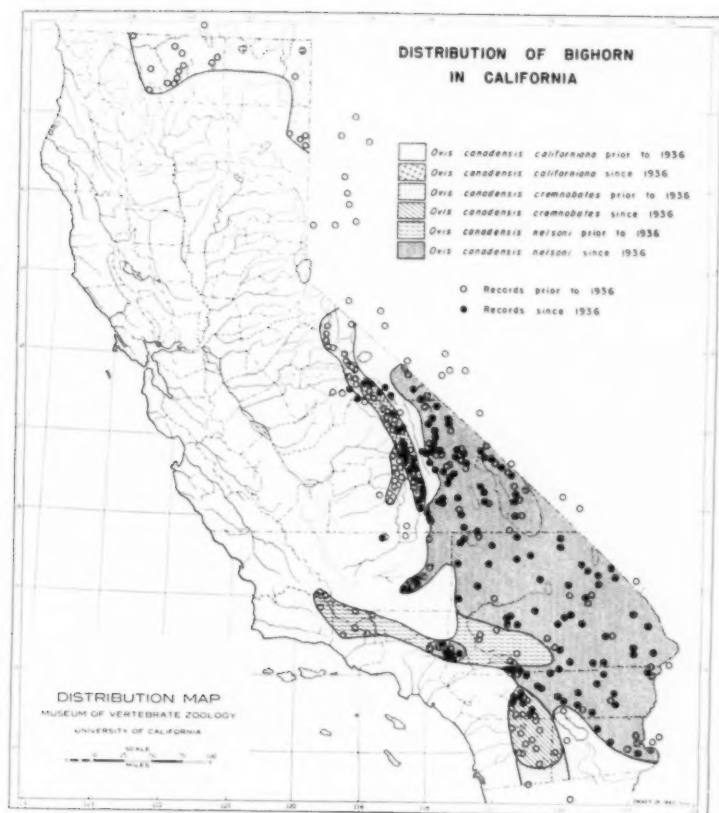 DISTRIBUTION OF BIGHORN
IN CALIFORNIA
Ovis canadensis californiana prior to 1936
Ovis canadensis californiana since 1936
Ovis canadensis cremnobates prior to 1936
Ovis canadensis cremnobates since 1936
Ovis canadensis nelsoni prior to 1936
Ovis canadensis nelsoni since 1936
Records prior to 1936
Records since 1936
DISTRIBUTION MAP
MUSEUM OF VERTEBRATE ZOOLOGY
UNIVERSITY OF CALIFORNIA
SCALE
MILES